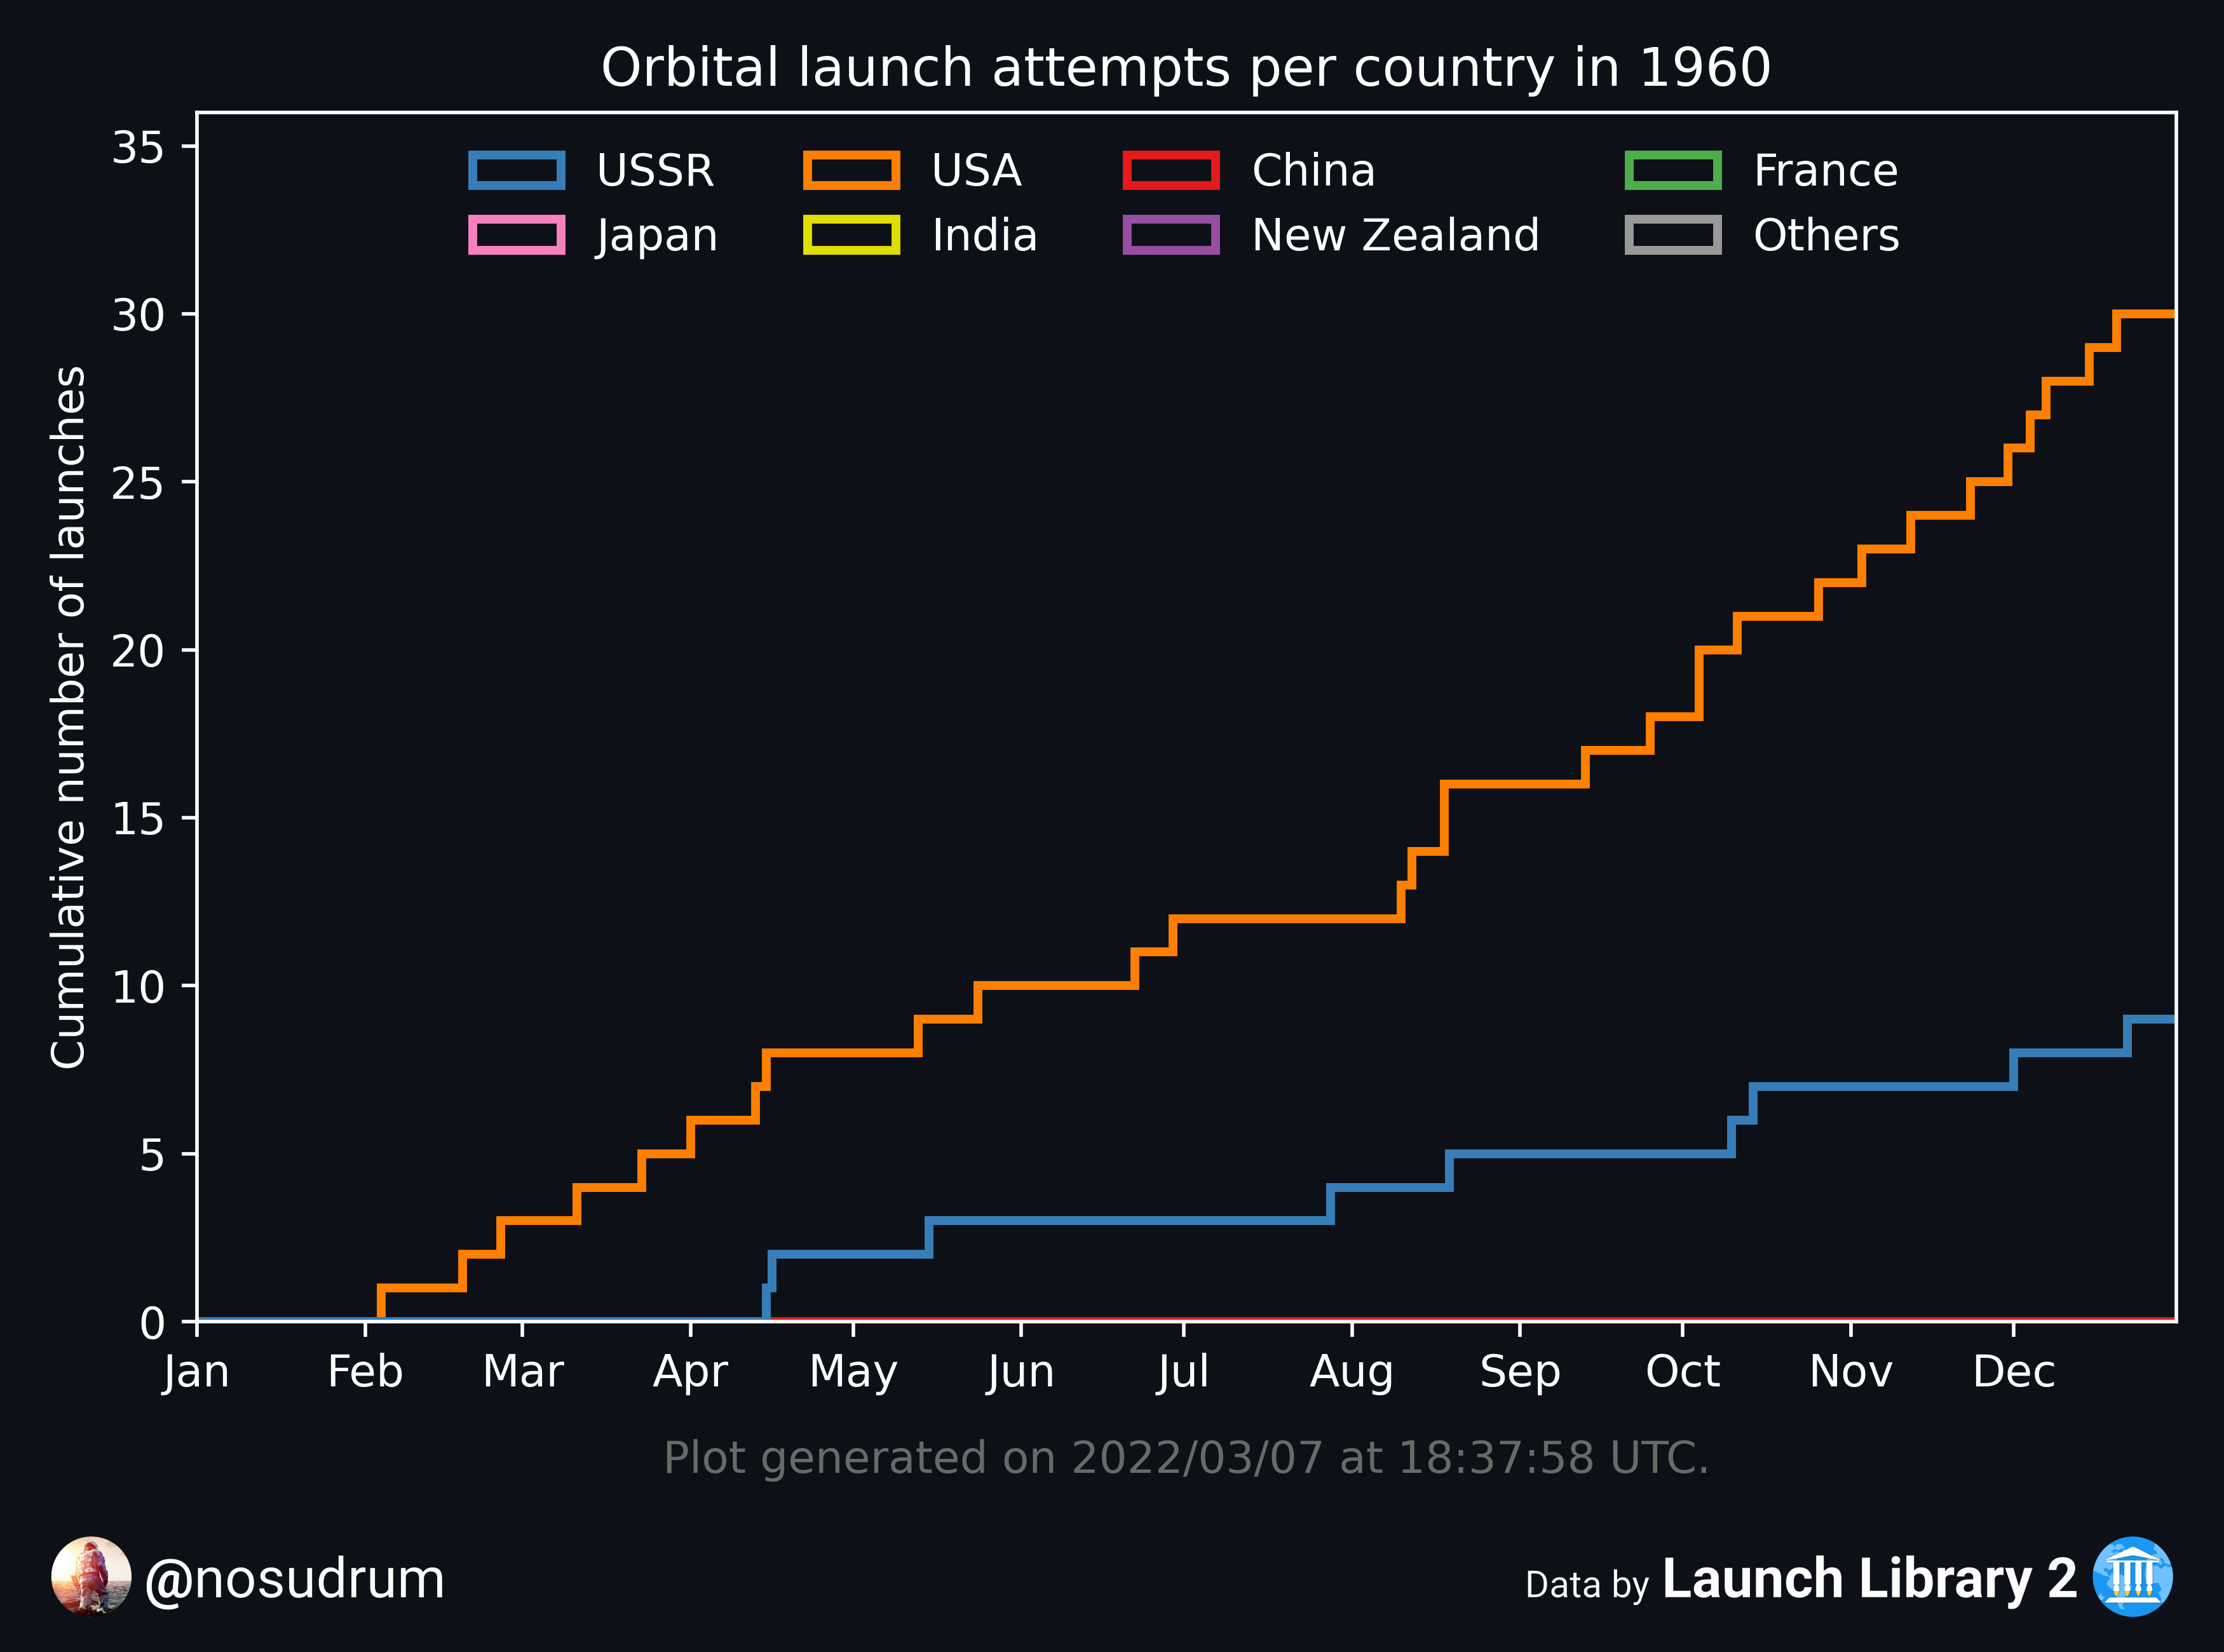 Orbital launch attempts per country in 1960
USSR USA China France
Japan India New Zealand Others
Cumulative number of launches
35
30
25
20
15
10
5
0
Jan Feb Mar Apr May Jun Jul Aug Sep Oct Nov Dec
Plot generated on 2022/03/07 at 18:37:58 UTC.
@nosudrum
Data by Launch Library 2